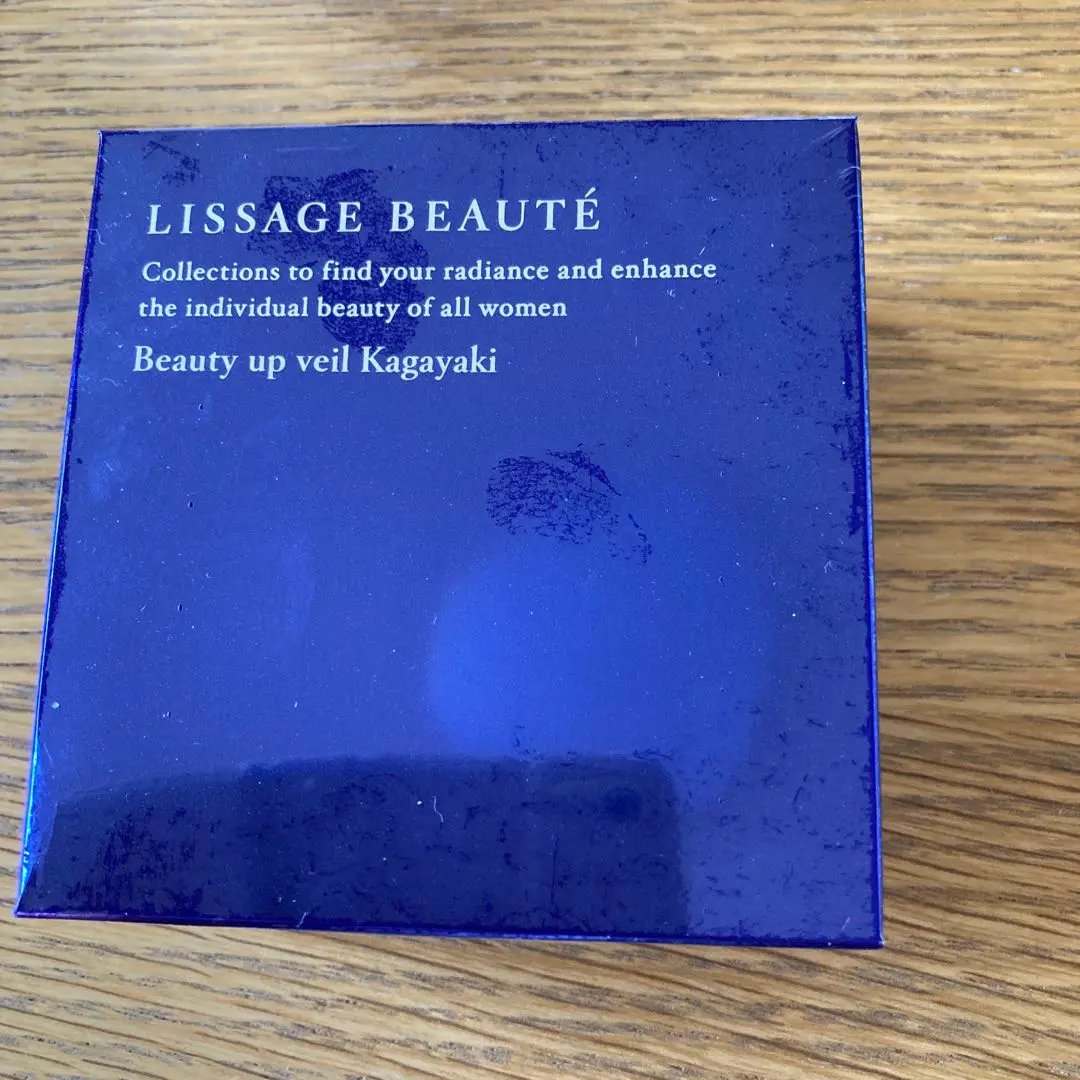 LISSAGE BEAUTÉ
Collections to find your radiance and enhance
the individual beauty of all women
Beauty up veil Kagayaki